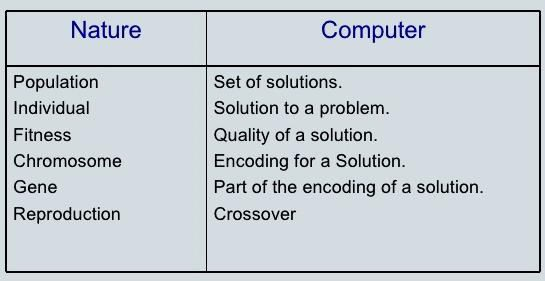 Nature Computer
Population Set of solutions.
Individual Solution to a problem.
Fitness Quality of a solution.
Chromosome Encoding for a Solution.
Gene Part of the encoding of a solution.
Reproduction Crossover